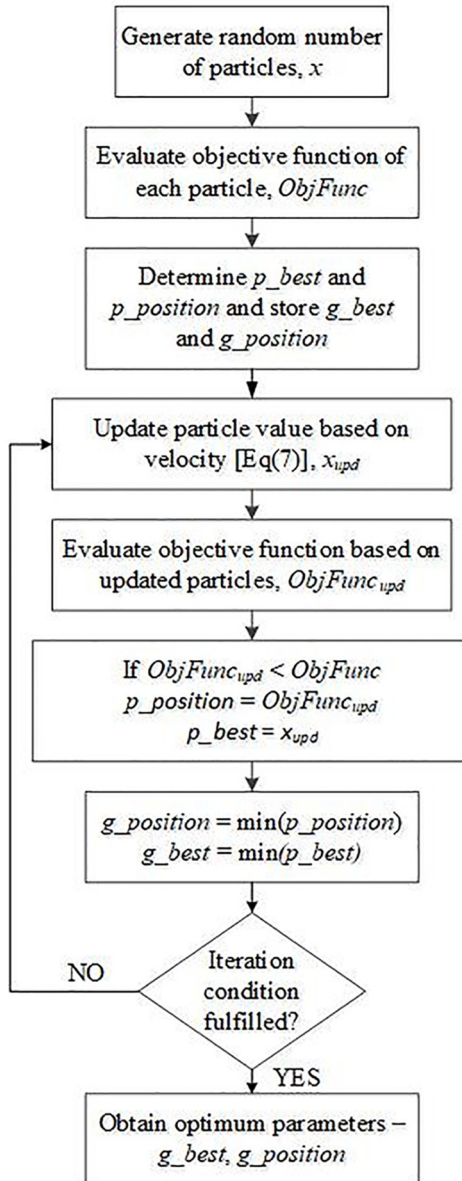 Generate random number
of particles, x
Evaluate objective function of
each particle, ObjFunc
Determine p_best and
p_position and store g_best
and g_position
Update particle value based on
velocity [Eq(7)], xupd
Evaluate objective function based on
updated particles, ObjFuncupd
If ObjFuncupd < ObjFunc
p_position = ObjFuncupd
p_best = xupd
g_position = min(p_position)
g_best = min(p_best)
NO
Iteration
condition
fulfilled?
YES
Obtain optimum parameters –
g_best, g_position